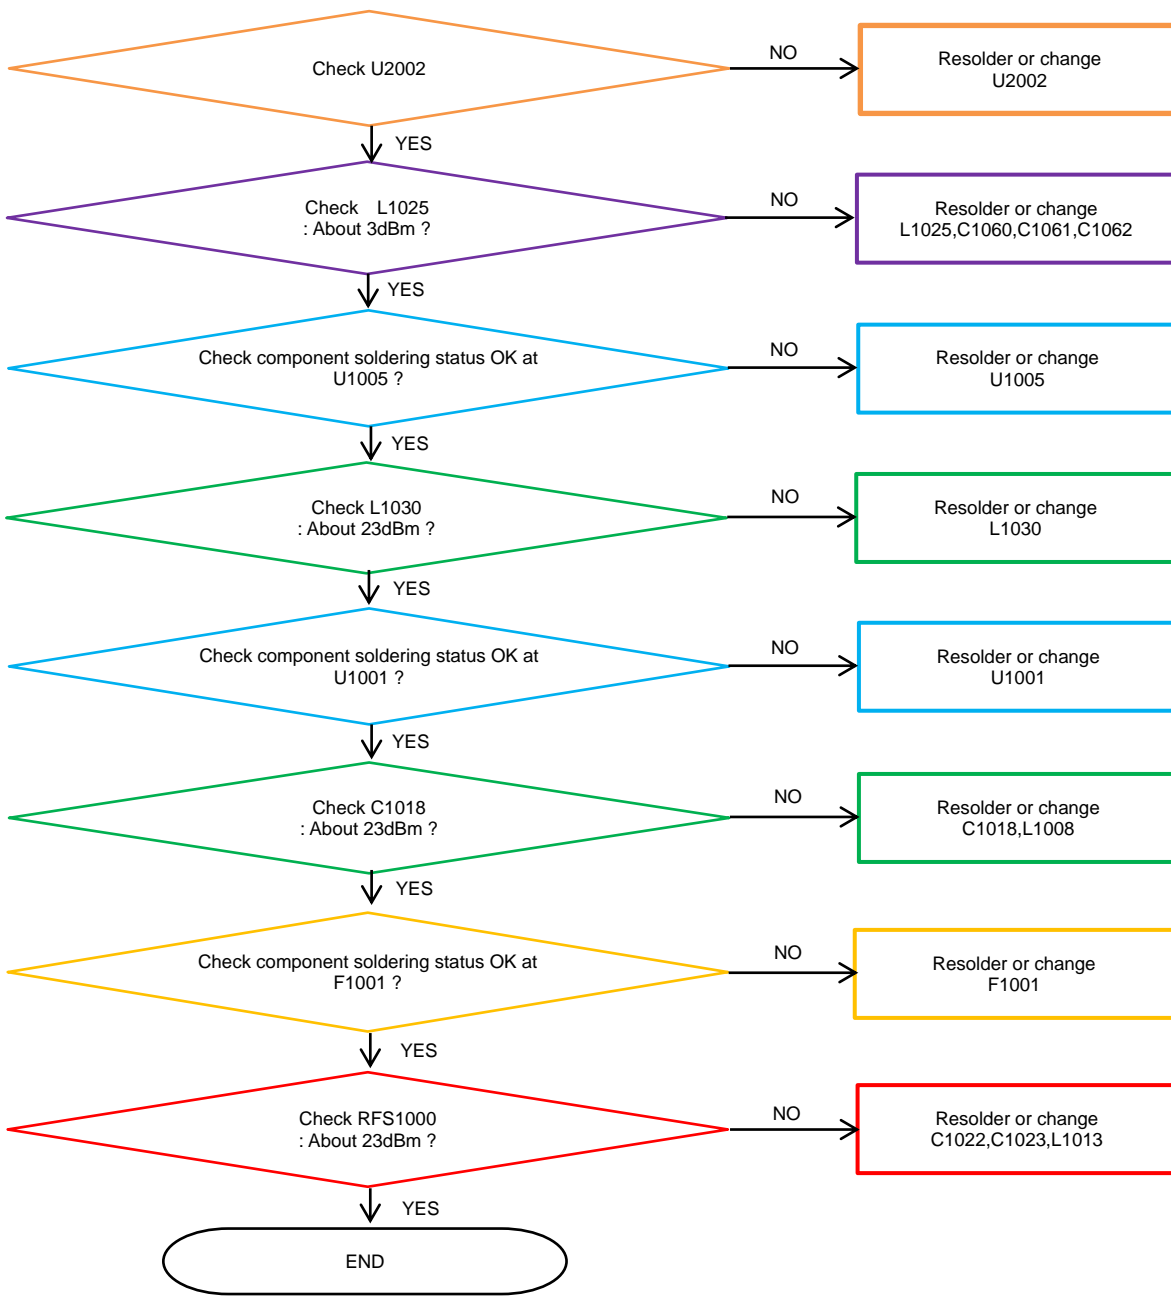 Check U2002
NO
Resolder or change
U2002
YES
Check L1025
: About 3dBm ?
NO
Resolder or change
L1025,C1060,C1061,C1062
YES
Check component soldering status OK at
U1005 ?
NO
Resolder or change
U1005
YES
Check L1030
: About 23dBm ?
NO
Resolder or change
L1030
YES
Check component soldering status OK at
U1001 ?
NO
Resolder or change
U1001
YES
Check C1018
: About 23dBm ?
NO
Resolder or change
C1018,L1008
YES
Check component soldering status OK at
F1001 ?
NO
Resolder or change
F1001
YES
Check RFS1000
: About 23dBm ?
NO
Resolder or change
C1022,C1023,L1013
YES
END